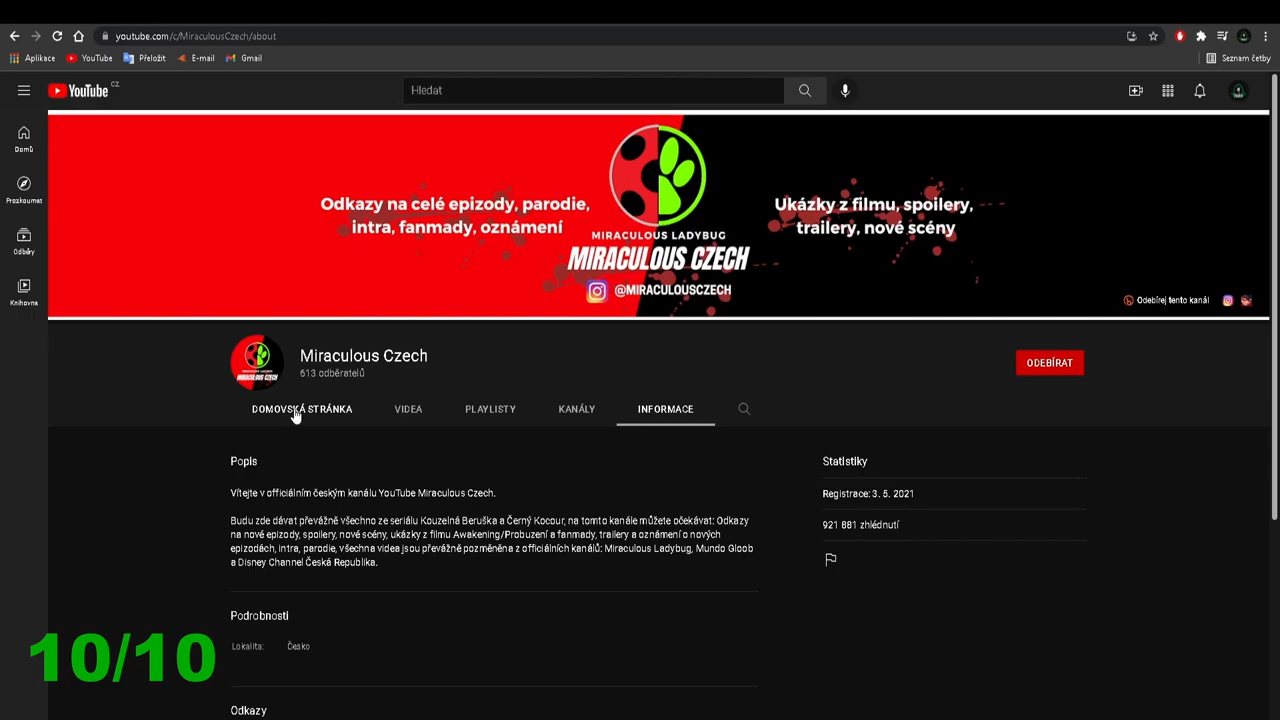 youtube.com/c/MiraculousCzech/about
Aplikace YouTube Přeložit E-mail Gmail Seznam četby
YouTube CZ
Hledat
Domů
Prozkoumat
Odběry
Knihovna
Odkazy na celé epizody, parodie,
intra, fanmady, oznámení
MIRACULOUS LADYBUG
MIRACULOUS CZECH
@MIRACULOUSCZECH
Ukázky z filmu, spoilery,
trailery, nové scény
Odebírej tento kanál
Miraculous Czech
613 odběratelů
ODEBÍRAT
DOMOVSKÁ STRÁNKA VIDEA PLAYLISTY KANÁLY INFORMACE
Popis
Vítejte v officiálním českým kanálu YouTube Miraculous Czech.
Budu zde dávat převážně všechno ze seriálu Kouzelná Beruška a Černý Kocour, na tomto kanále můžete očekávat: Odkazy
na nové epizody, spoilery, nové scény, ukázky z filmu Awakening/Probuzení a fanmady, trailery a oznámení o nových
epizodách, intra, parodie, všechna videa jsou převážně pozměněna z officiálních kanálů: Miraculous Ladybug, Mundo Gloob
a Disney Channel Česká Republika.
Statistiky
Registrace: 3. 5. 2021
921 881 zhlédnutí
Podrobnosti
Lokalita: Česko
10/10
Odkazy